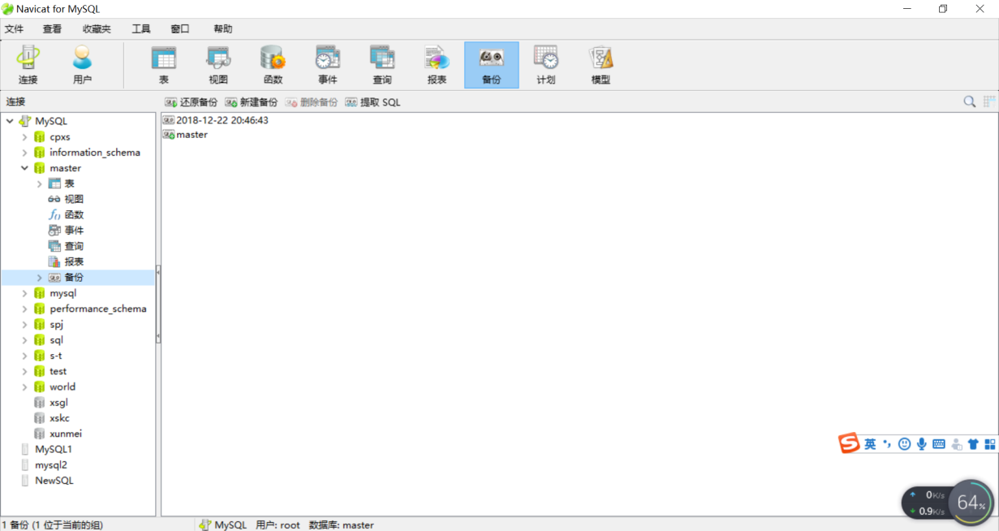 Navicat for MySQL
文件 查看 收藏夹 工具 窗口 帮助
连接 用户 表 视图 函数 事件 查询 报表 备份 计划 模型
连接 还原备份 新建备份 删除备份 提取 SQL
MySQL
cpxs
information_schema
master
表
视图
函数
事件
查询
报表
备份
mysql
performance_schema
spj
sql
s-t
test
world
xsgl
xskc
xunmei
MySQL1
mysql2
NewSQL
2018-12-22 20:46:43
master
S 英
0K/s
0.9K/s
64%
1 备份 (1 位于当前的组) MySQL 用户: root 数据库: master